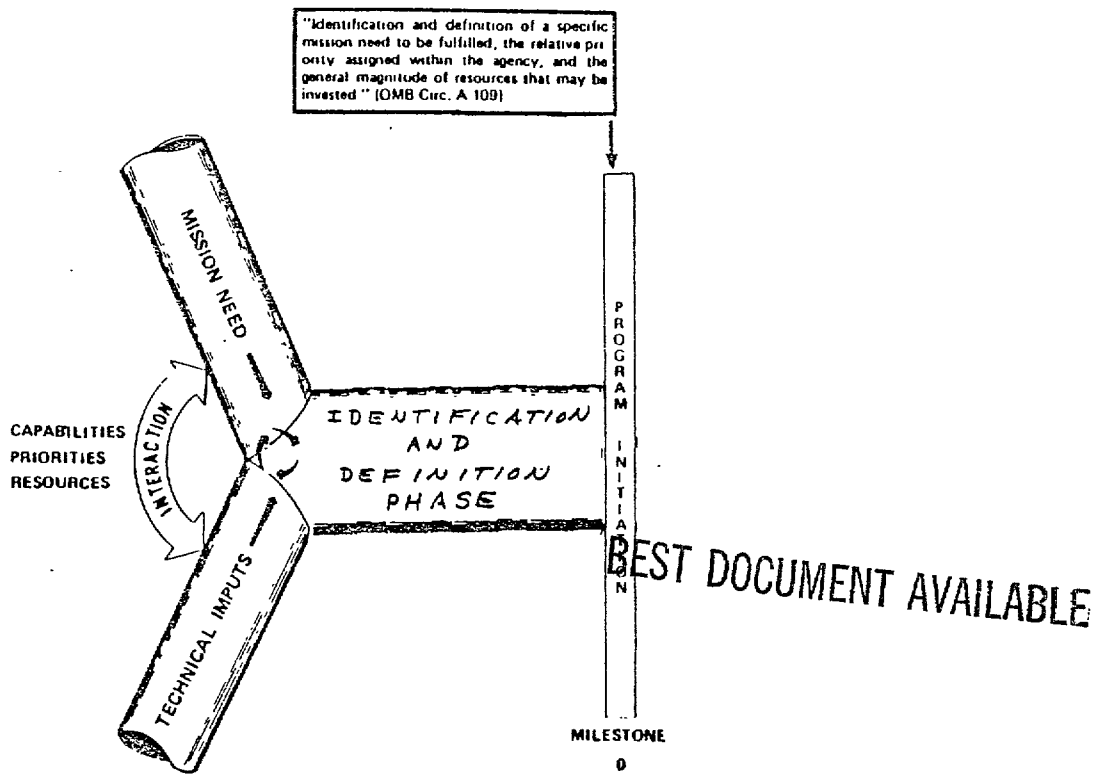 "Identification and definition of a specific
mission need to be fulfilled, the relative pri
ority assigned within the agency, and the
general magnitude of resources that may be
invested" (OMB Circ. A 109)
MISSION NEED
CAPABILITIES
PRIORITIES
RESOURCES
INTERACTION
IDENTIFICATION
AND
DEFINITION
PHASE
TECHNICAL IMPUTS
PROGRAM INITIATION
BEST DOCUMENT AVAILABLE
MILESTONE
0